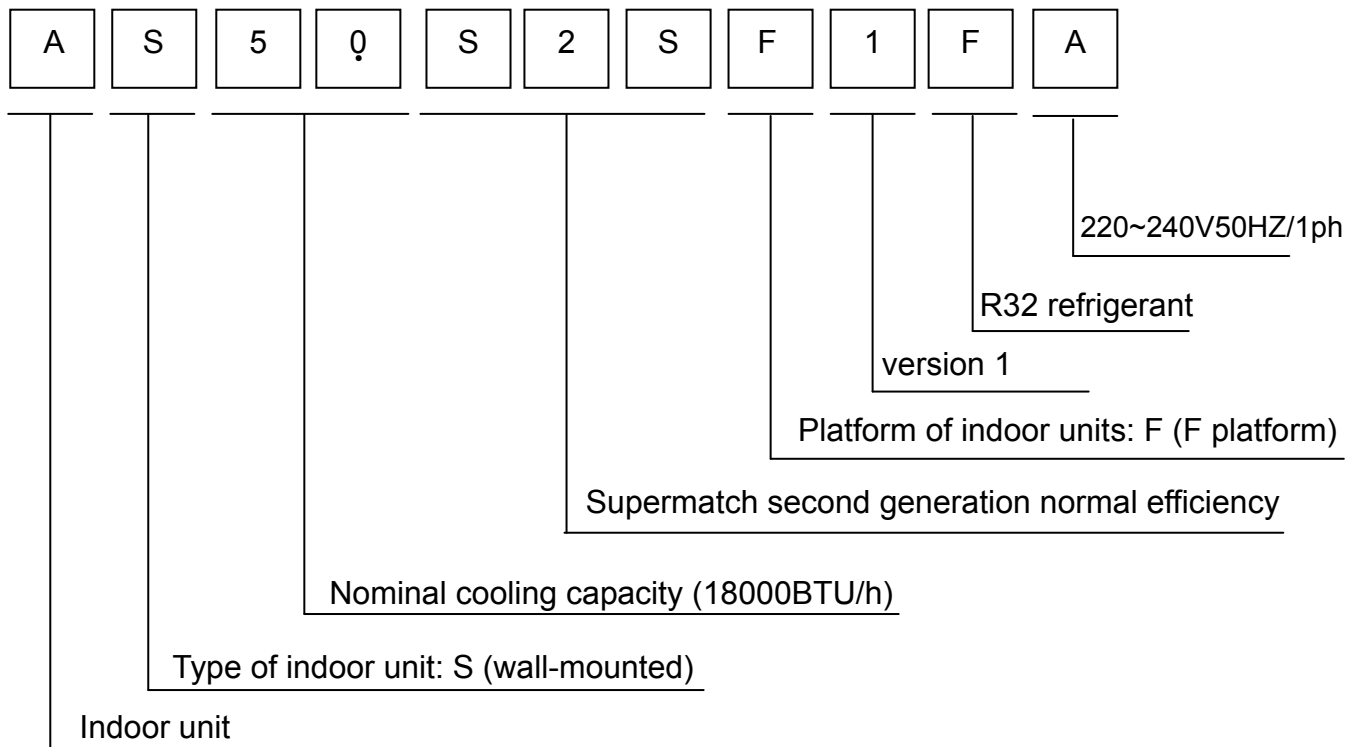 A S 5 0 S 2 S F 1 F A
220~240V50HZ/1ph
R32 refrigerant
version 1
Platform of indoor units: F (F platform)
Supermatch second generation normal efficiency
Nominal cooling capacity (18000BTU/h)
Type of indoor unit: S (wall-mounted)
Indoor unit